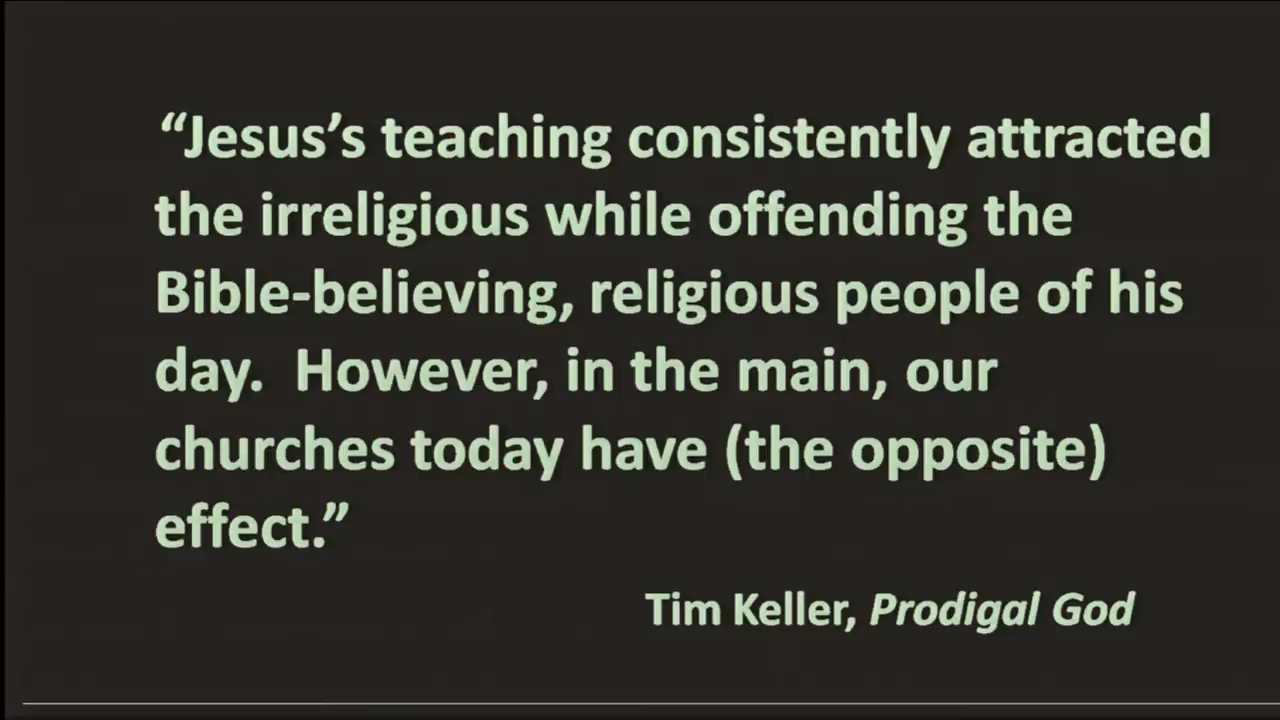 “Jesus’s teaching consistently attracted
the irreligious while offending the
Bible-believing, religious people of his
day.  However, in the main, our
churches today have (the opposite)
effect.”
Tim Keller, Prodigal God